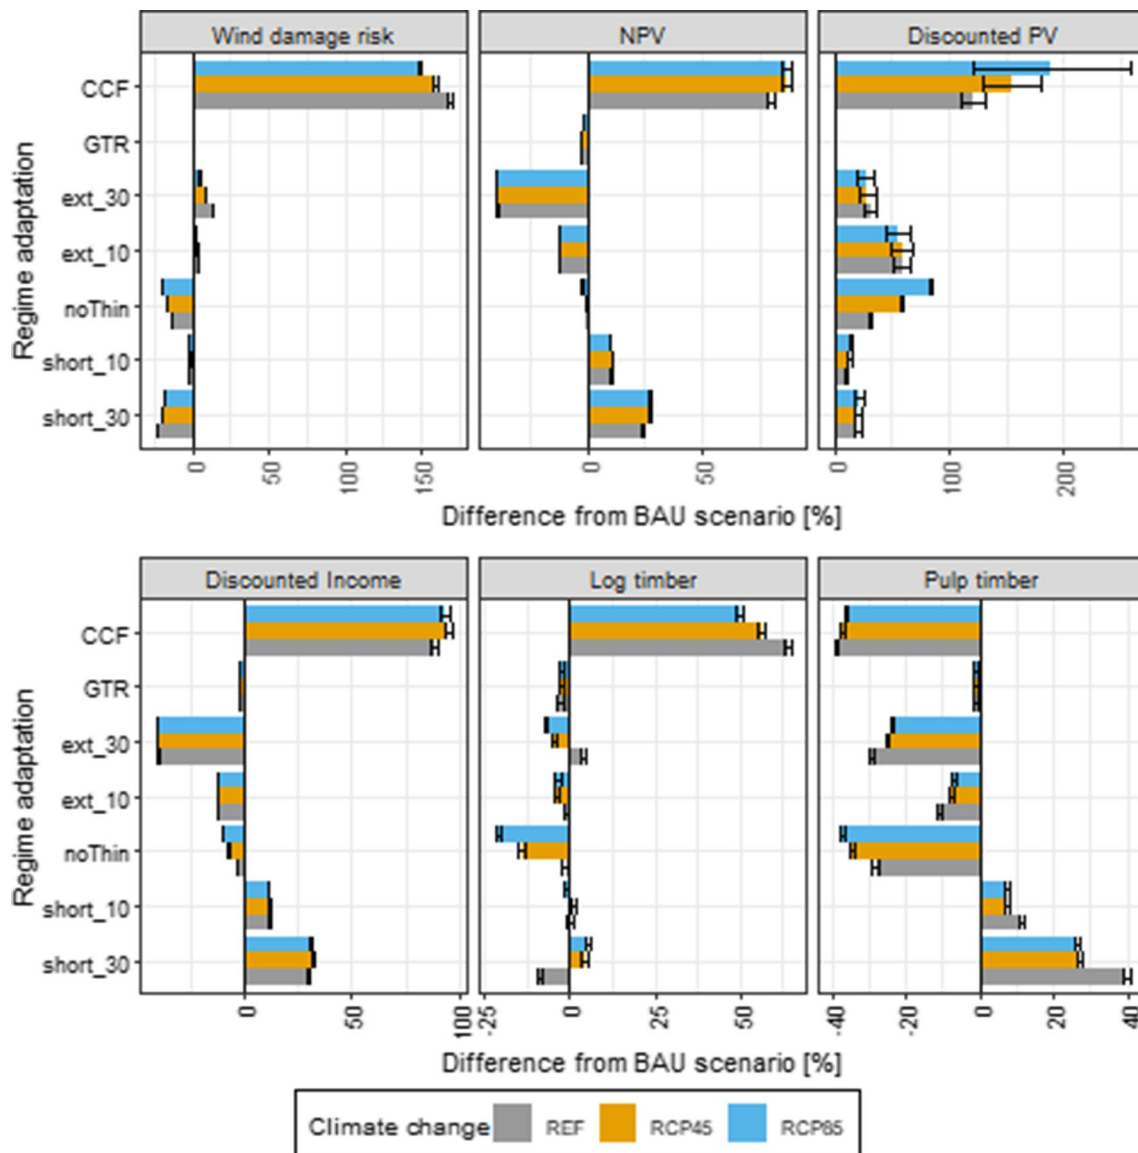 Wind damage risk NPV Discounted PV
Regime adaptation
CCF
GTR
ext_30
ext_10
noThin
short_10
short_30
0 50 100 150 0 50 0 100 200
Difference from BAU scenario [%]
Discounted Income Log timber Pulp timber
Regime adaptation
CCF
GTR
ext_30
ext_10
noThin
short_10
short_30
0 50 100 -25 0 25 50 -40 -20 0 20 40
Difference from BAU scenario [%]
Climate change REF RCP45 RCP85